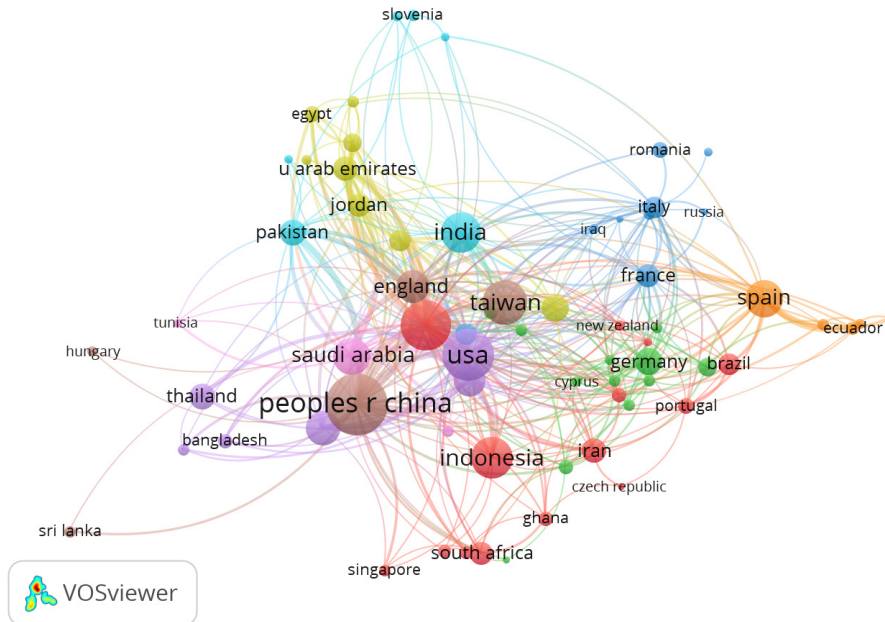 slovenia
egypt
romania
u arab emirates
jordan
italy
russia
pakistan
india
iraq
france
england
taiwan
spain
tunisia
new zealand
ecuador
hungary
saudi arabia
usa
germany
brazil
cyprus
thailand
peoples r china
portugal
bangladesh
indonesia
iran
czech republic
sri lanka
ghana
south africa
singapore
VOSviewer